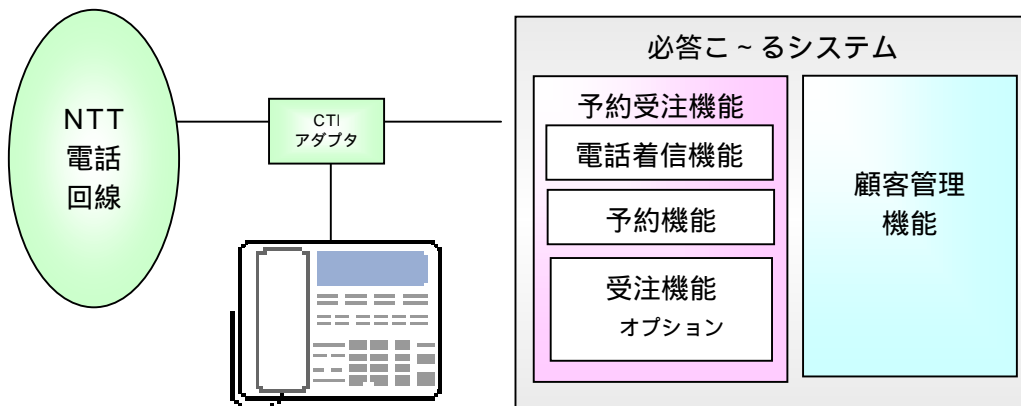 必答こ~るシステム
NTT
電話
回線
CTI
アダプタ
予約受注機能
電話着信機能
予約機能
受注機能
オプション
顧客管理
機能